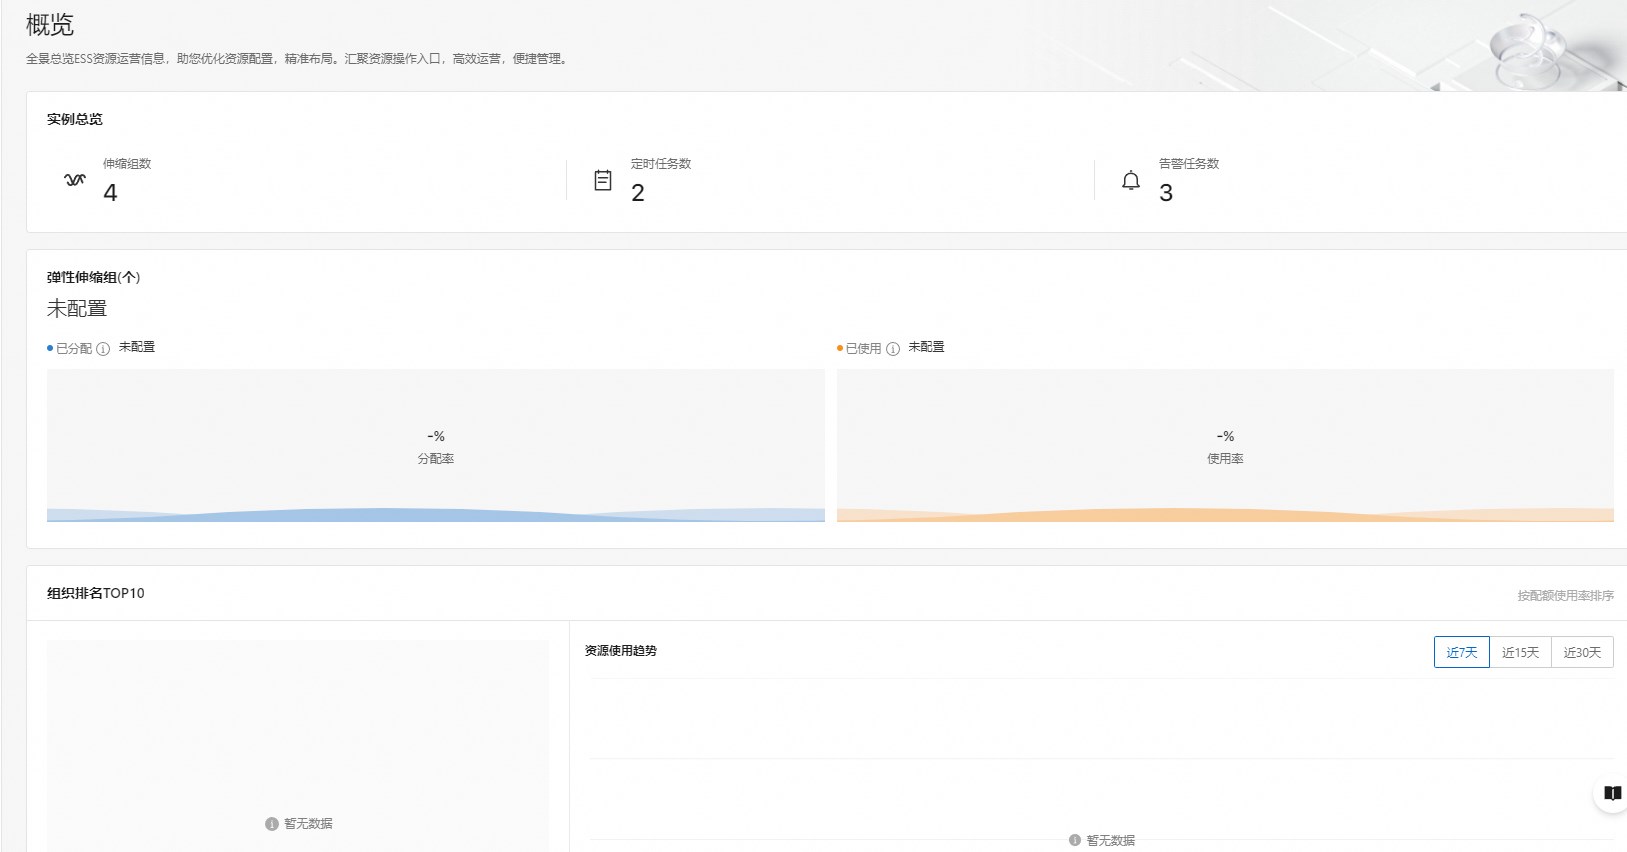 概览
全景总览ESS资源运营信息，助您优化资源配置，精准布局。汇聚资源操作入口，高效运营，便捷管理。
实例总览
伸缩组数
4
定时任务数
2
告警任务数
3
弹性伸缩组(个)
未配置
已分配 未配置
已使用 未配置
-%
分配率
-%
使用率
组织排名TOP10
按配额使用率排序
资源使用趋势
近7天 近15天 近30天
暂无数据
暂无数据